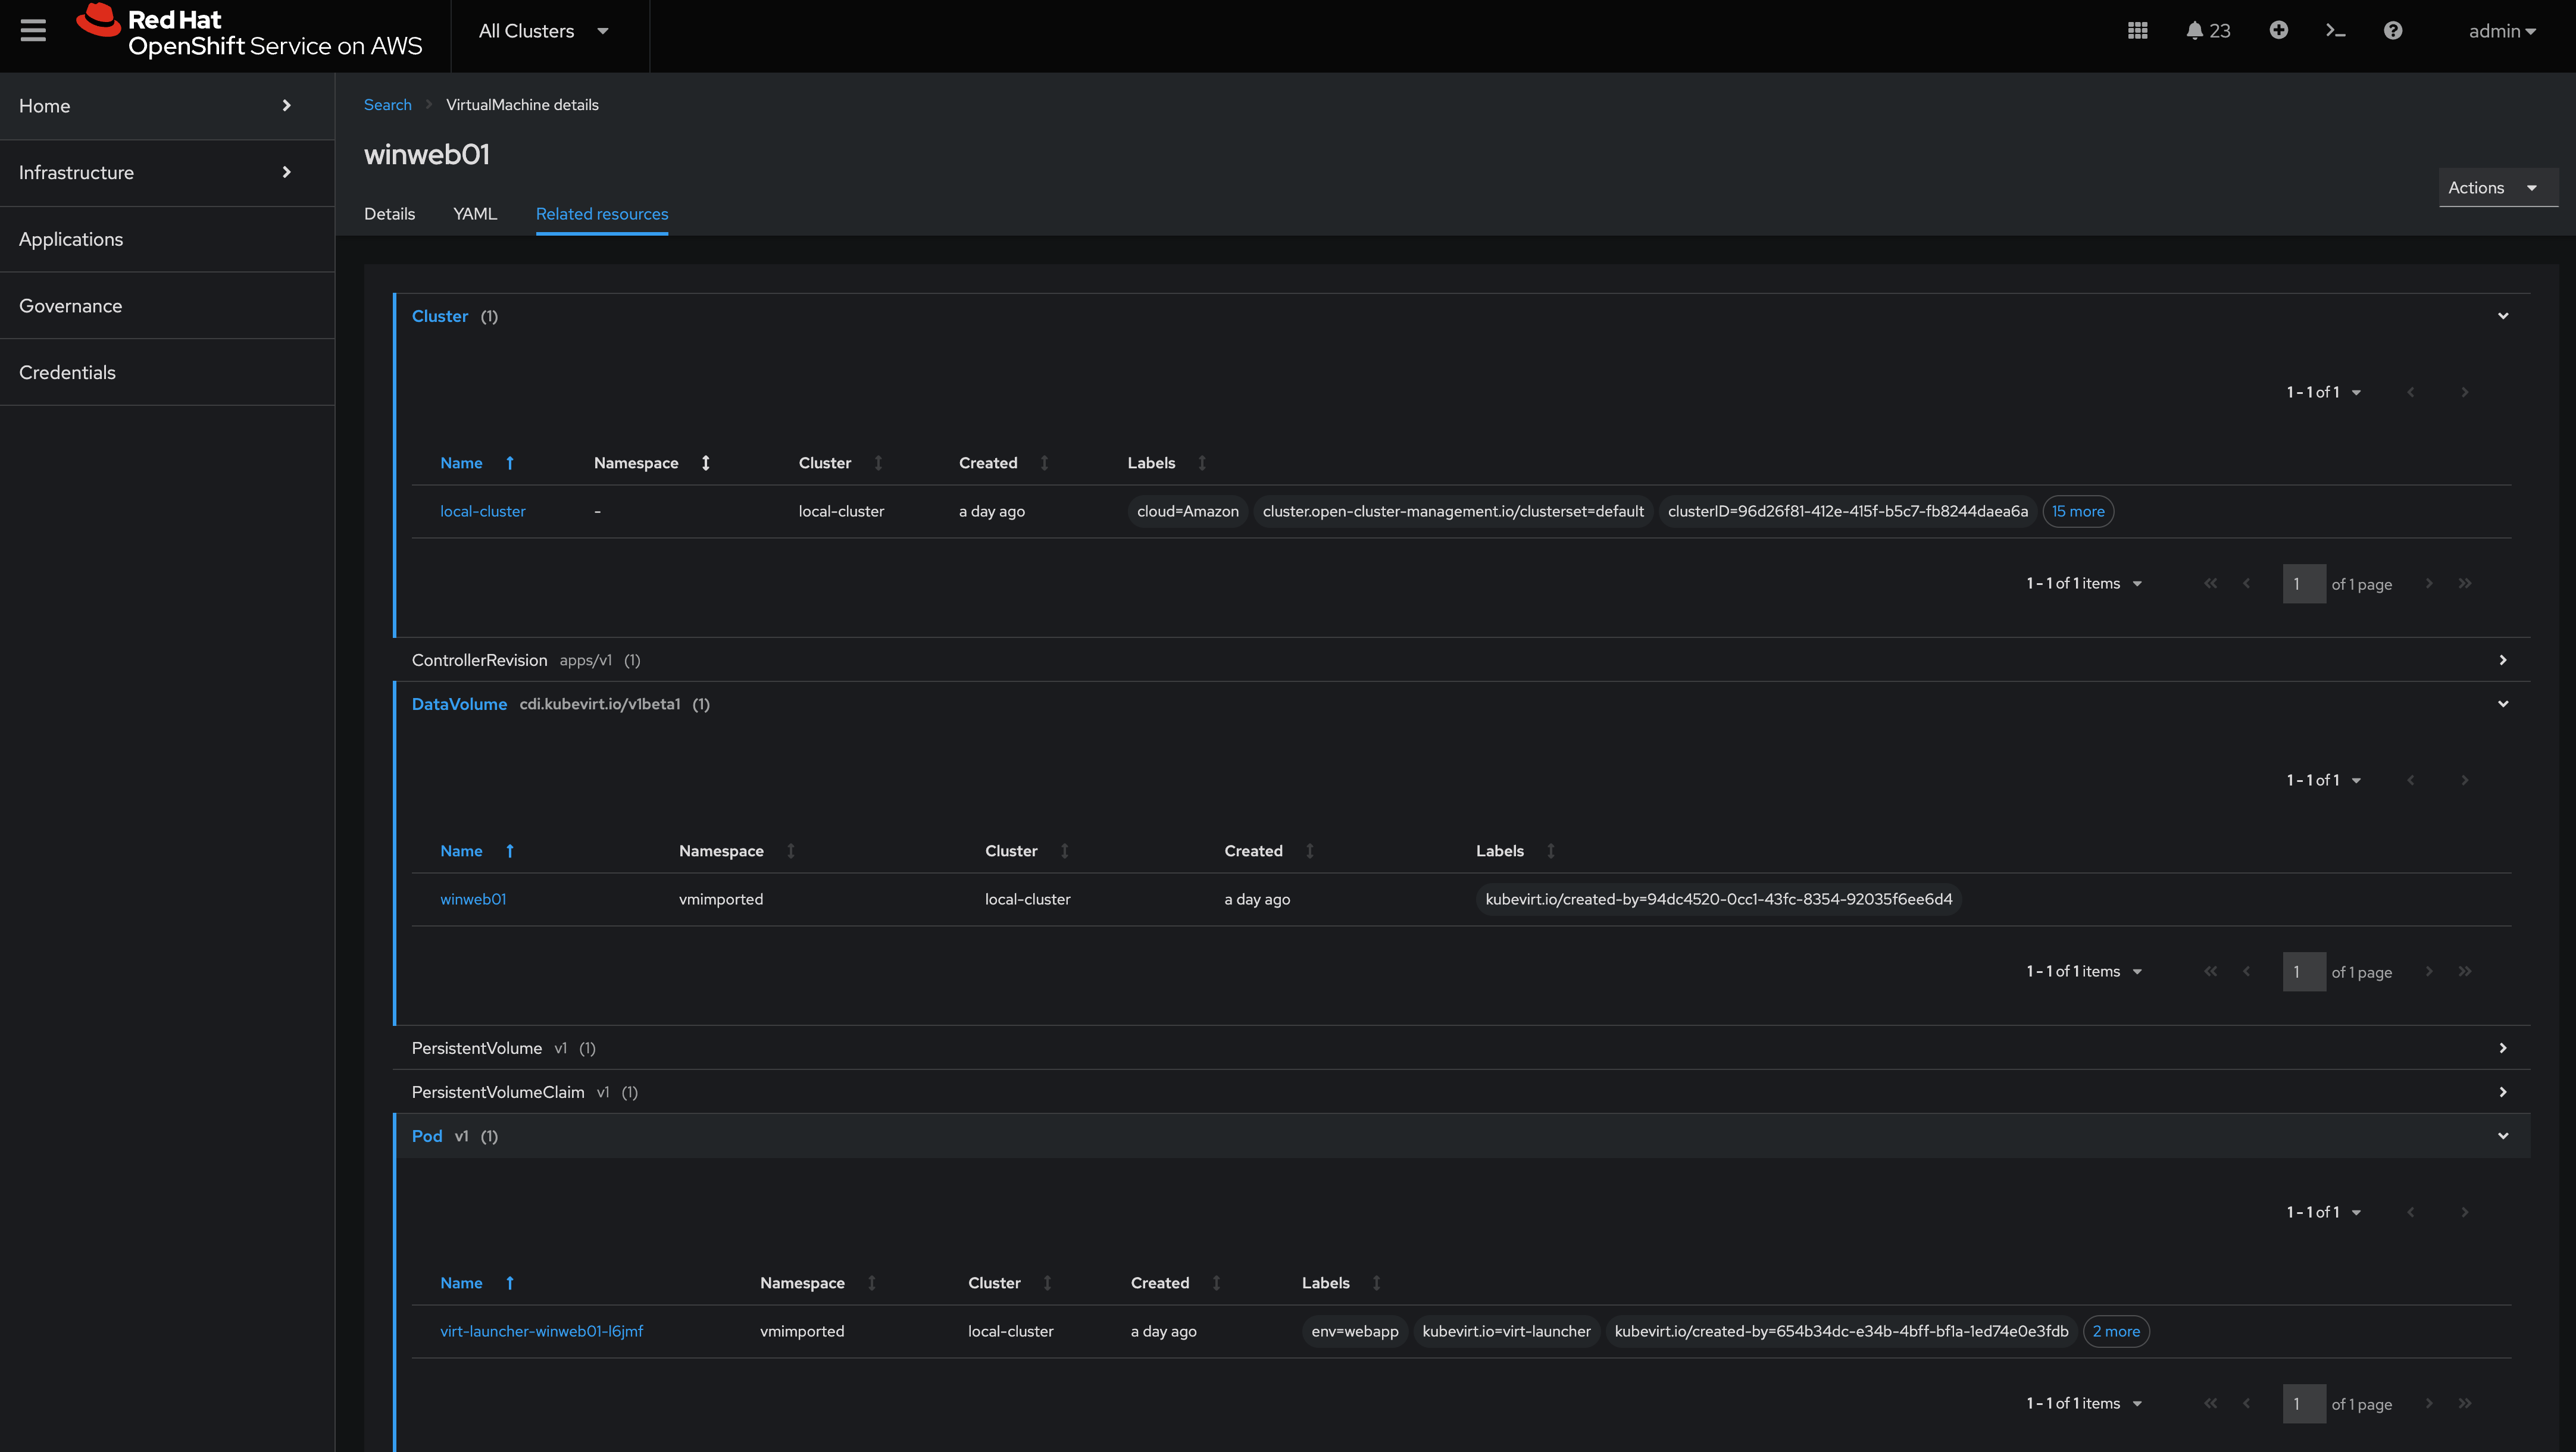 Red Hat
OpenShift Service on AWS
All Clusters
23
admin
Home
Infrastructure
Applications
Governance
Credentials
Search
VirtualMachine details
winweb01
Actions
Details YAML Related resources
Cluster (1)
1 - 1 of 1
Name Namespace Cluster Created Labels
local-cluster - local-cluster a day ago cloud=Amazon cluster.open-cluster-management.io/clusterset=default clusterID=96d26f81-412e-415f-b5c7-fb8244daea6a 15 more
1 - 1 of 1 items 1 of 1 page
ControllerRevision apps/v1 (1)
DataVolume cdi.kubevirt.io/v1beta1 (1)
1 - 1 of 1
Name Namespace Cluster Created Labels
winweb01 vmimported local-cluster a day ago kubevirt.io/created-by=94dc4520-0cc1-43fc-8354-92035f6ee6d4
1 - 1 of 1 items 1 of 1 page
PersistentVolume v1 (1)
PersistentVolumeClaim v1 (1)
Pod v1 (1)
1 - 1 of 1
Name Namespace Cluster Created Labels
virt-launcher-winweb01-l6jmf vmimported local-cluster a day ago env=webapp kubevirt.io=virt-launcher kubevirt.io/created-by=654b34dc-e34b-4bff-bf1a-1ed74e0e3fdb 2 more
1 - 1 of 1 items 1 of 1 page